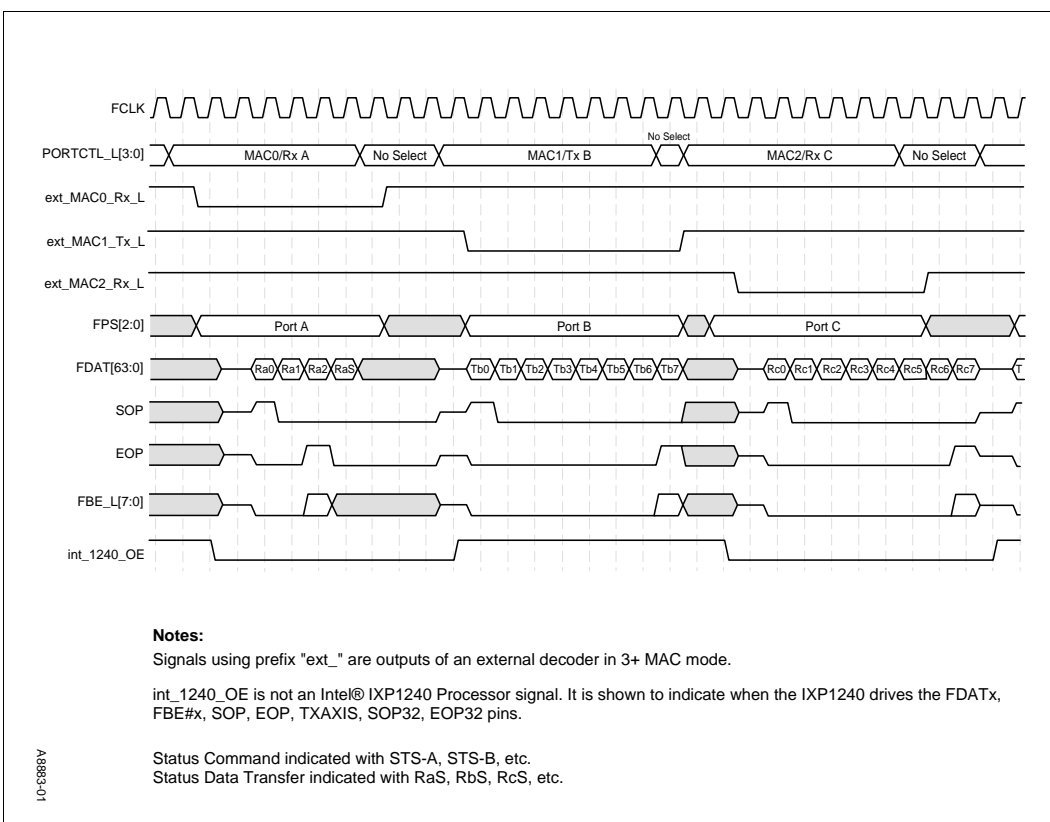 FCLK
PORTCTL_L[3:0] MAC0/Rx A No Select MAC1/Tx B No Select MAC2/Rx C No Select
ext_MAC0_Rx_L
ext_MAC1_Tx_L
ext_MAC2_Rx_L
FPS[2:0] Port A Port B Port C
FDAT[63:0] Ra0 Ra1 Ra2 RaS Tb0 Tb1 Tb2 Tb3 Tb4 Tb5 Tb6 Tb7 Rc0 Rc1 Rc2 Rc3 Rc4 Rc5 Rc6 Rc7 T
SOP
EOP
FBE_L[7:0]
int_1240_OE
Notes:
Signals using prefix "ext_" are outputs of an external decoder in 3+ MAC mode.
int_1240_OE is not an Intel® IXP1240 Processor signal. It is shown to indicate when the IXP1240 drives the FDATx,
FBE#x, SOP, EOP, TXAXIS, SOP32, EOP32 pins.
Status Command indicated with STS-A, STS-B, etc.
Status Data Transfer indicated with RaS, RbS, RcS, etc.
A8883-01